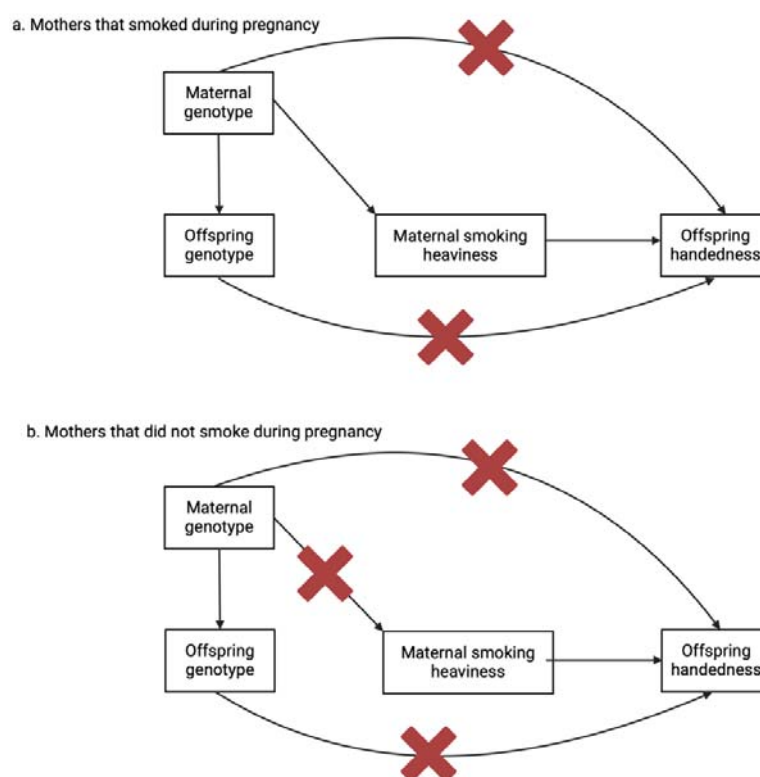 a. Mothers that smoked during pregnancy
Maternal
genotype
Offspring
genotype
Maternal smoking
heaviness
Offspring
handedness
b. Mothers that did not smoke during pregnancy
Maternal
genotype
Offspring
genotype
Maternal smoking
heaviness
Offspring
handedness